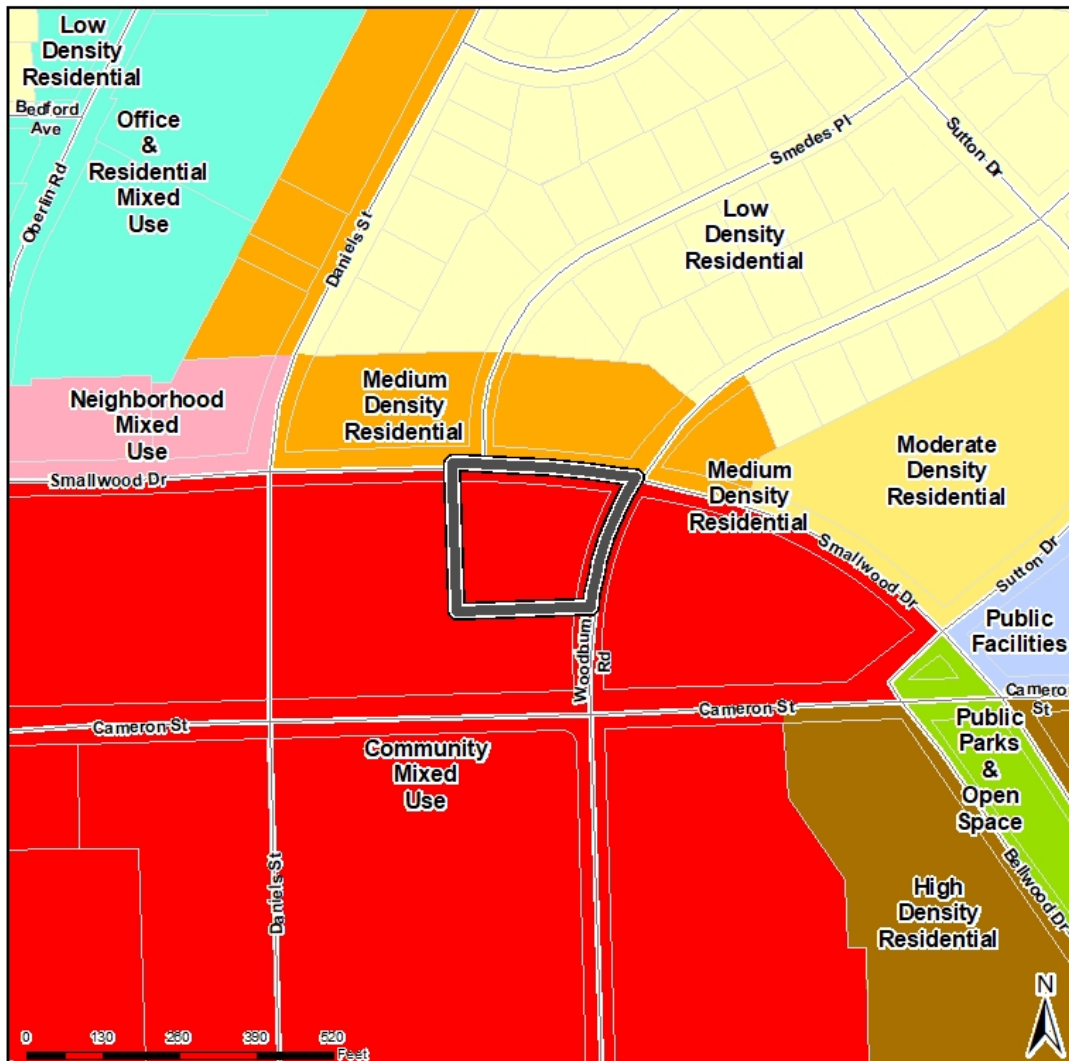 Low
Density
Residential
Bedford
Ave
Office
&
Residential
Mixed
Use
Oberlin Rd
Daniels St
Smedes Pl
Sutton Dr
Low
Density
Residential
Neighborhood
Mixed
Use
Medium
Density
Residential
Smallwood Dr
Medium
Density
Residential
Moderate
Density
Residential
Smallwood Dr
Sutton Dr
Public
Facilities
Woodburn
Rd
Cameron St
Cameron St
Cameron
St
Community
Mixed
Use
Public
Parks
&
Open
Space
Daniels St
High
Density
Residential
Bellwood Dr
N
0 130 260 390 520
Feet